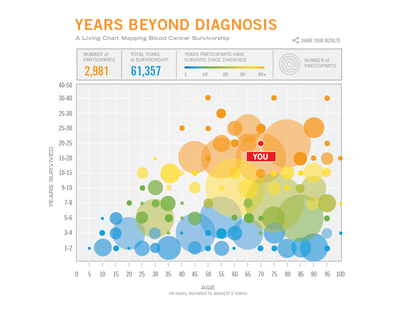 YEARS BEYOND DIAGNOSIS
A Living Chart Mapping Blood Cancer Survivorship
SHARE YOUR RESULTS
NUMBER of PARTICIPANTS
2,981
TOTAL YEARS of SURVIVORSHIP
61,357
YEARS PARTICIPANTS HAVE SURVIVED SINCE DIAGNOSIS
1 10 20 30 40+
NUMBER of PARTICIPANTS
YEARS SURVIVED
40-50
30-40
25-30
25-30
20-25
15-20
10-15
9-10
7-8
5-6
3-4
1-2
YOU
0 5 10 15 20 25 30 35 40 45 50 55 60 65 70 75 80 85 90 95 100
AGE
(IN YEARS, ROUNDED TO NEAREST 5 YEARS)